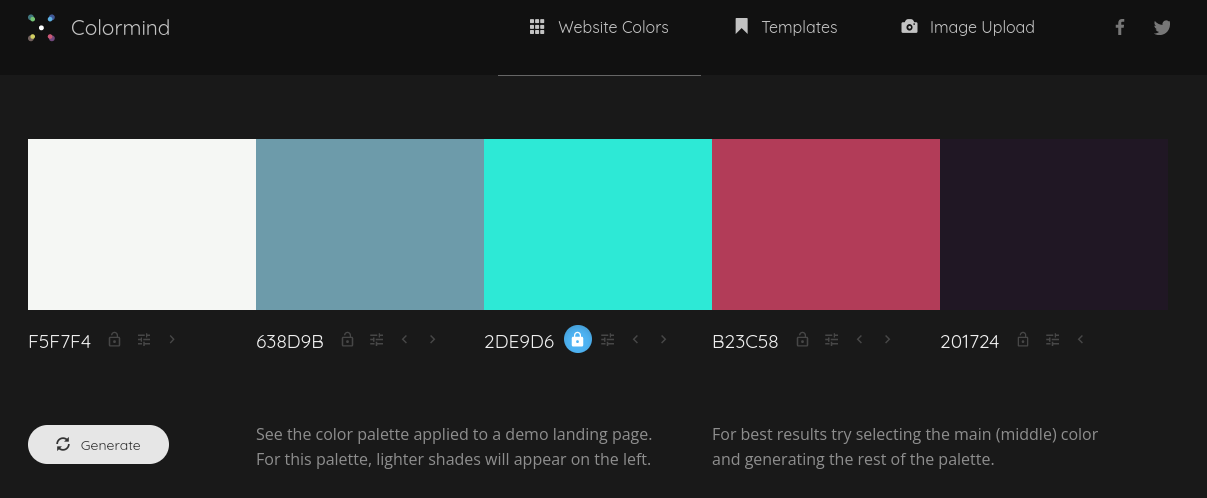 Colormind
Website Colors
Templates
Image Upload
F5F7F4
638D9B
2DE9D6
B23C58
201724
Generate
See the color palette applied to a demo landing page.
For this palette, lighter shades will appear on the left.
For best results try selecting the main (middle) color
and generating the rest of the palette.